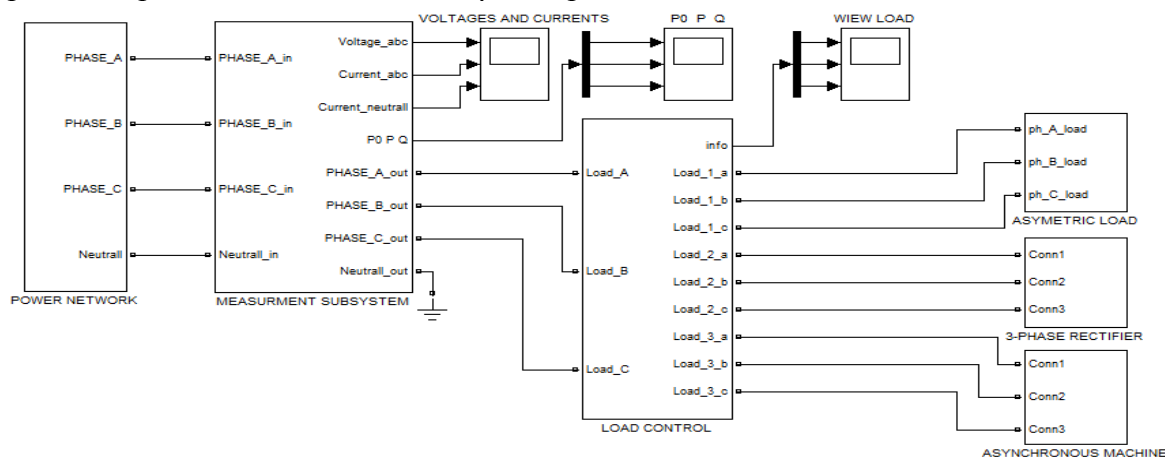 VOLTAGES AND CURRENTS
P0 P Q
WIEW LOAD
PHASE_A
PHASE_B
PHASE_C
Neutrall
POWER NETWORK
PHASE_A_in
PHASE_B_in
PHASE_C_in
Neutrall_in
Voltage_abc
Current_abc
Current_neutrall
P0 P Q
PHASE_A_out
PHASE_B_out
PHASE_C_out
Neutrall_out
MEASURMENT SUBSYSTEM
Load_A
Load_B
Load_C
info
Load_1_a
Load_1_b
Load_1_c
Load_2_a
Load_2_b
Load_2_c
Load_3_a
Load_3_b
Load_3_c
LOAD CONTROL
ph_A_load
ph_B_load
ph_C_load
ASYMETRIC LOAD
Conn1
Conn2
Conn3
3-PHASE RECTIFIER
Conn1
Conn2
Conn3
ASYNCHRONOUS MACHINE